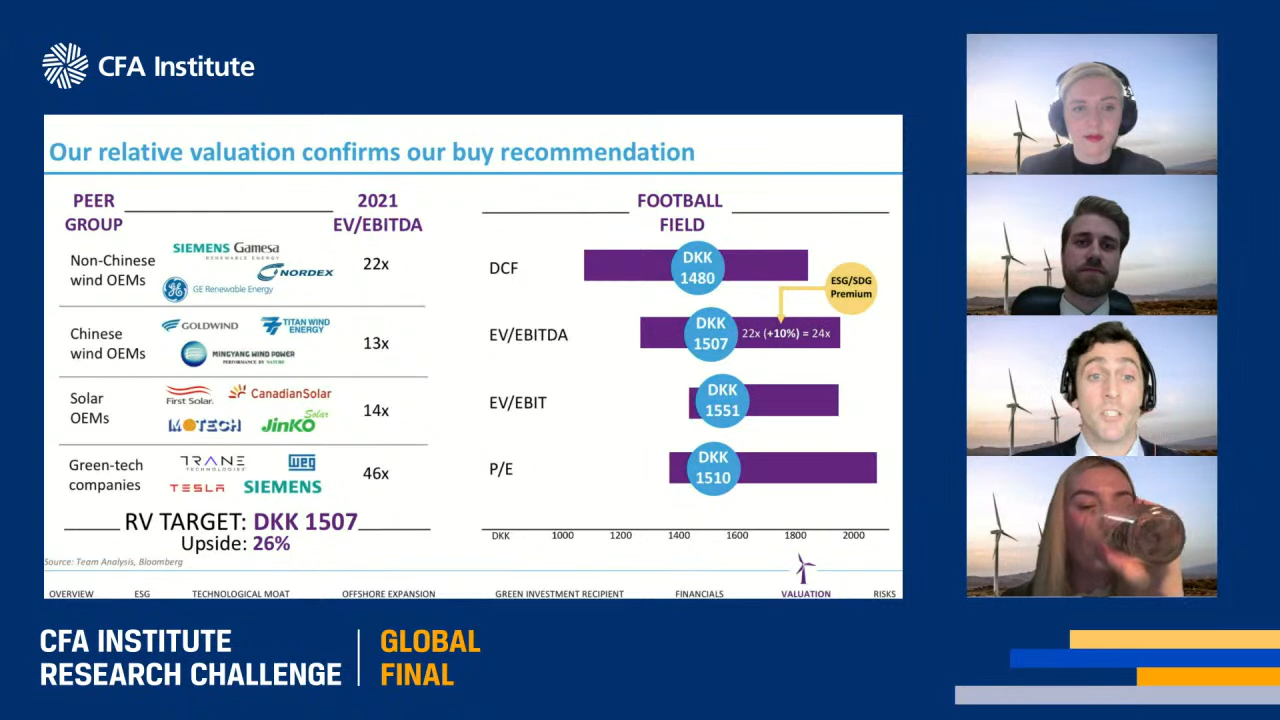 CFA Institute
Our relative valuation confirms our buy recommendation
PEER
GROUP
2021
EV/EBITDA
Non-Chinese
wind OEMs
SIEMENS Gamesa
RENEWABLE ENERGY
NORDEX
GE Renewable Energy
22x
Chinese
wind OEMs
GOLDWIND
TITAN WIND
ENERGY
MINGYANG WIND POWER
PERFORMANCE BY NATURE
13x
Solar
OEMs
First Solar.
CanadianSolar
MOTECH
JinKO
Solar
14x
Green-tech
companies
TRANE
TECHNOLOGIES
WEG
TESLA
SIEMENS
46x
RV TARGET: DKK 1507
Upside: 26%
FOOTBALL
FIELD
DCF
DKK
1480
ESG/SDG
Premium
EV/EBITDA
DKK
1507
22x (+10%) = 24x
EV/EBIT
DKK
1551
P/E
DKK
1510
DKK 1000 1200 1400 1600 1800 2000
Source: Team Analysis, Bloomberg
OVERVIEW ESG TECHNOLOGICAL MOAT OFFSHORE EXPANSION GREEN INVESTMENT RECIPIENT FINANCIALS VALUATION RISKS
CFA INSTITUTE
RESEARCH CHALLENGE
GLOBAL
FINAL